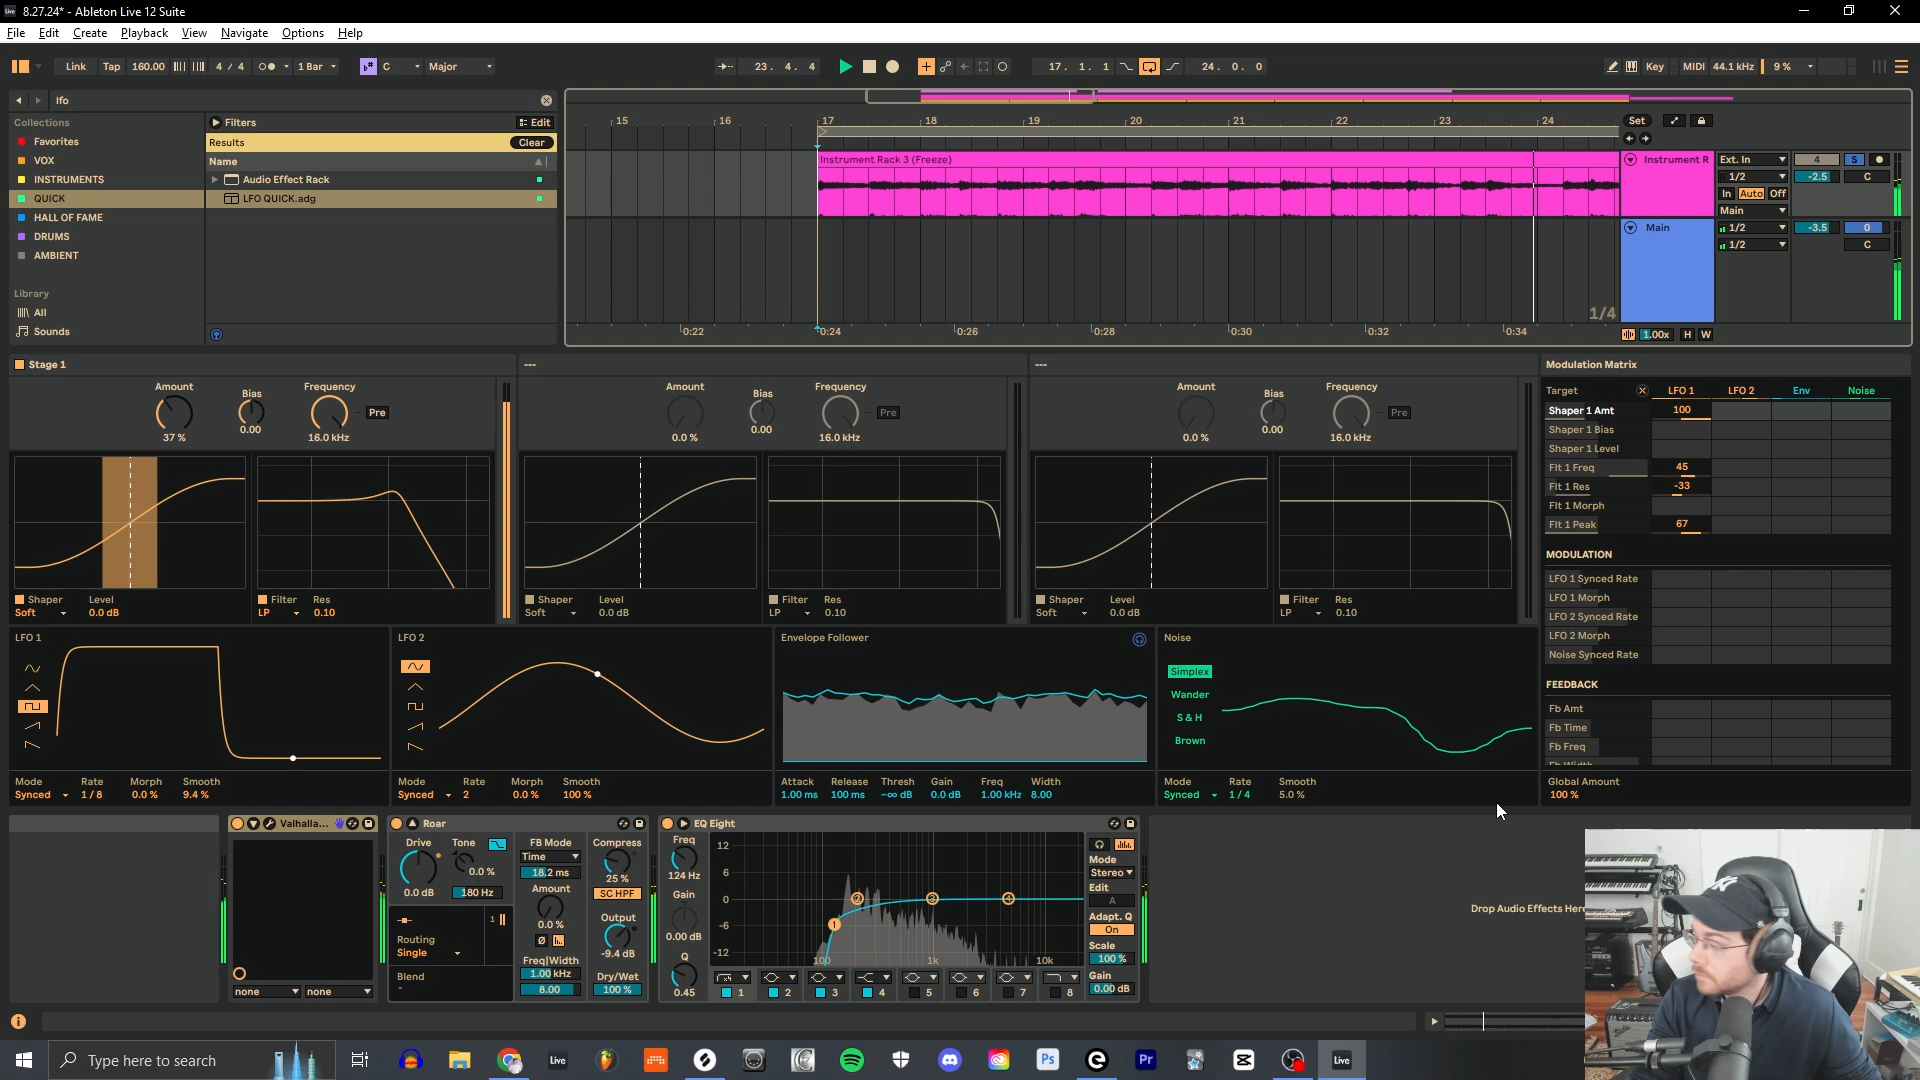 8.27.24* - Ableton Live 12 Suite
File Edit Create Playback View Navigate Options Help
Link Tap 160.00 4 / 4 1 Bar C Major 23. 4. 4 17. 1. 1 24. 0. 0 Key MIDI 44.1 kHz 9 %
lfo
Collections
Favorites
VOX
INSTRUMENTS
QUICK
HALL OF FAME
DRUMS
AMBIENT
Library
All
Sounds
Filters Edit
Results Clear
Name
Audio Effect Rack
LFO QUICK.adg
15 16 17 18 19 20 21 22 23 24 Set
Instrument Rack 3 (Freeze)
Instrument R Ext. In 4 S
1/2 -2.5 C
In Auto Off
Main
Main 1/2 -3.5 0
1/2 C
1/4
0:22 0:24 0:26 0:28 0:30 0:32 0:34 1.00x H W
Stage 1 --- ---
Amount Bias Frequency Amount Bias Frequency Amount Bias Frequency
Pre Pre Pre
37 % 0.00 16.0 kHz 0.0 % 0.00 16.0 kHz 0.0 % 0.00 16.0 kHz
Shaper Level Filter Res Shaper Level Filter Res Shaper Level Filter Res
Soft 0.0 dB LP 0.10 Soft 0.0 dB LP 0.10 Soft 0.0 dB LP 0.10
Modulation Matrix
Target LFO 1 LFO 2 Env Noise
Shaper 1 Amt 100
Shaper 1 Bias
Shaper 1 Level
Flt 1 Freq 45
Flt 1 Res -33
Flt 1 Morph
Flt 1 Peak 67
MODULATION
LFO 1 Synced Rate
LFO 1 Morph
LFO 2 Synced Rate
LFO 2 Morph
Noise Synced Rate
FEEDBACK
Fb Amt
Fb Time
Fb Freq
Fb Width
Global Amount
100 %
LFO 1
Mode Rate Morph Smooth
Synced 1 / 8 0.0 % 9.4 %
LFO 2
Mode Rate Morph Smooth
Synced 2 0.0 % 100 %
Envelope Follower
Attack Release Thresh Gain Freq Width
1.00 ms 100 ms -∞ dB 0.0 dB 1.00 kHz 8.00
Noise
Simplex
Wander
S & H
Brown
Mode Rate Smooth
Synced 1 / 4 5.0 %
Valhalla...
none none
Roar
Drive Tone FB Mode Compress
0.0 % Time
0.0 dB 180 Hz 18.2 ms 25 %
Amount SC HPF
1
0.0 % Output
Routing
Single -9.4 dB
Freq|Width
Blend 1.00 kHz Dry/Wet
- 8.00 100 %
EQ Eight
Freq
124 Hz
Gain
0.00 dB
Q
0.45
12
6
0
-6
-12
1 2 3 4
100 1k 10k
1 2 3 4 5 6 7 8
Mode
Stereo
Edit
A
Adapt. Q
On
Scale
100 %
Gain
0.00 dB
Drop Audio Effects Here
Type here to search
Live Ps Pr Live